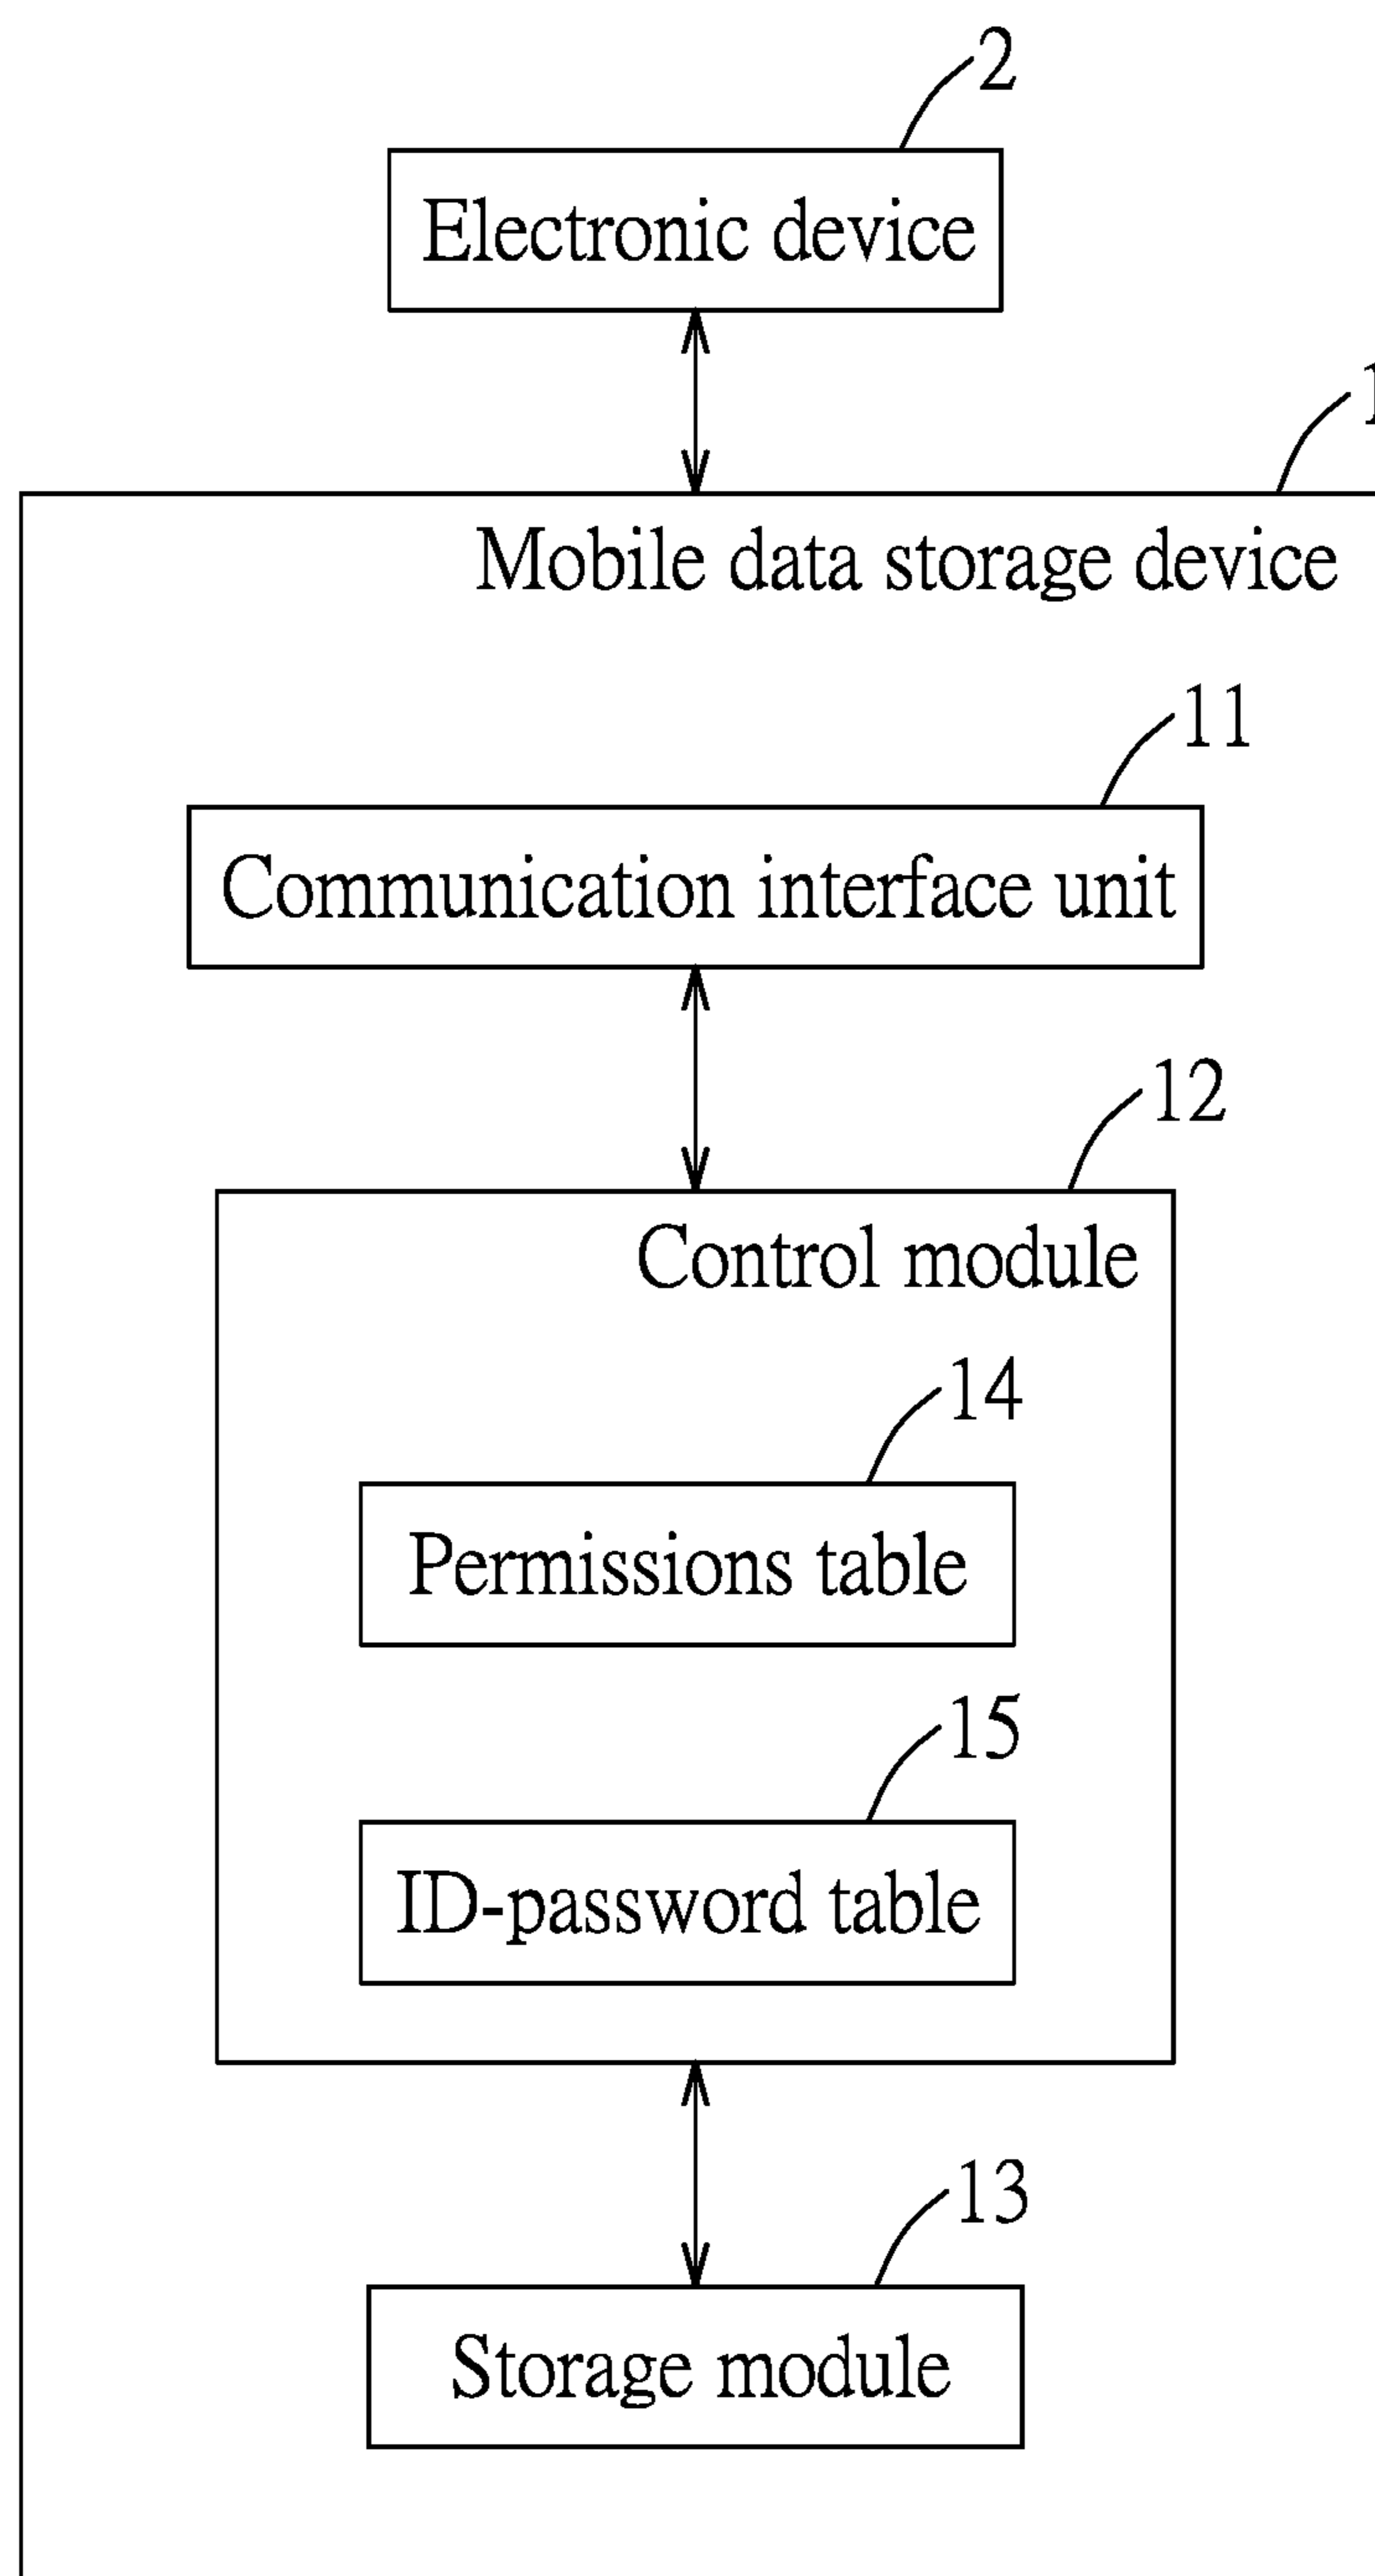 2
Electronic device
1
Mobile data storage device
11
Communication interface unit
12
Control module
14
Permissions table
15
ID-password table
13
Storage module